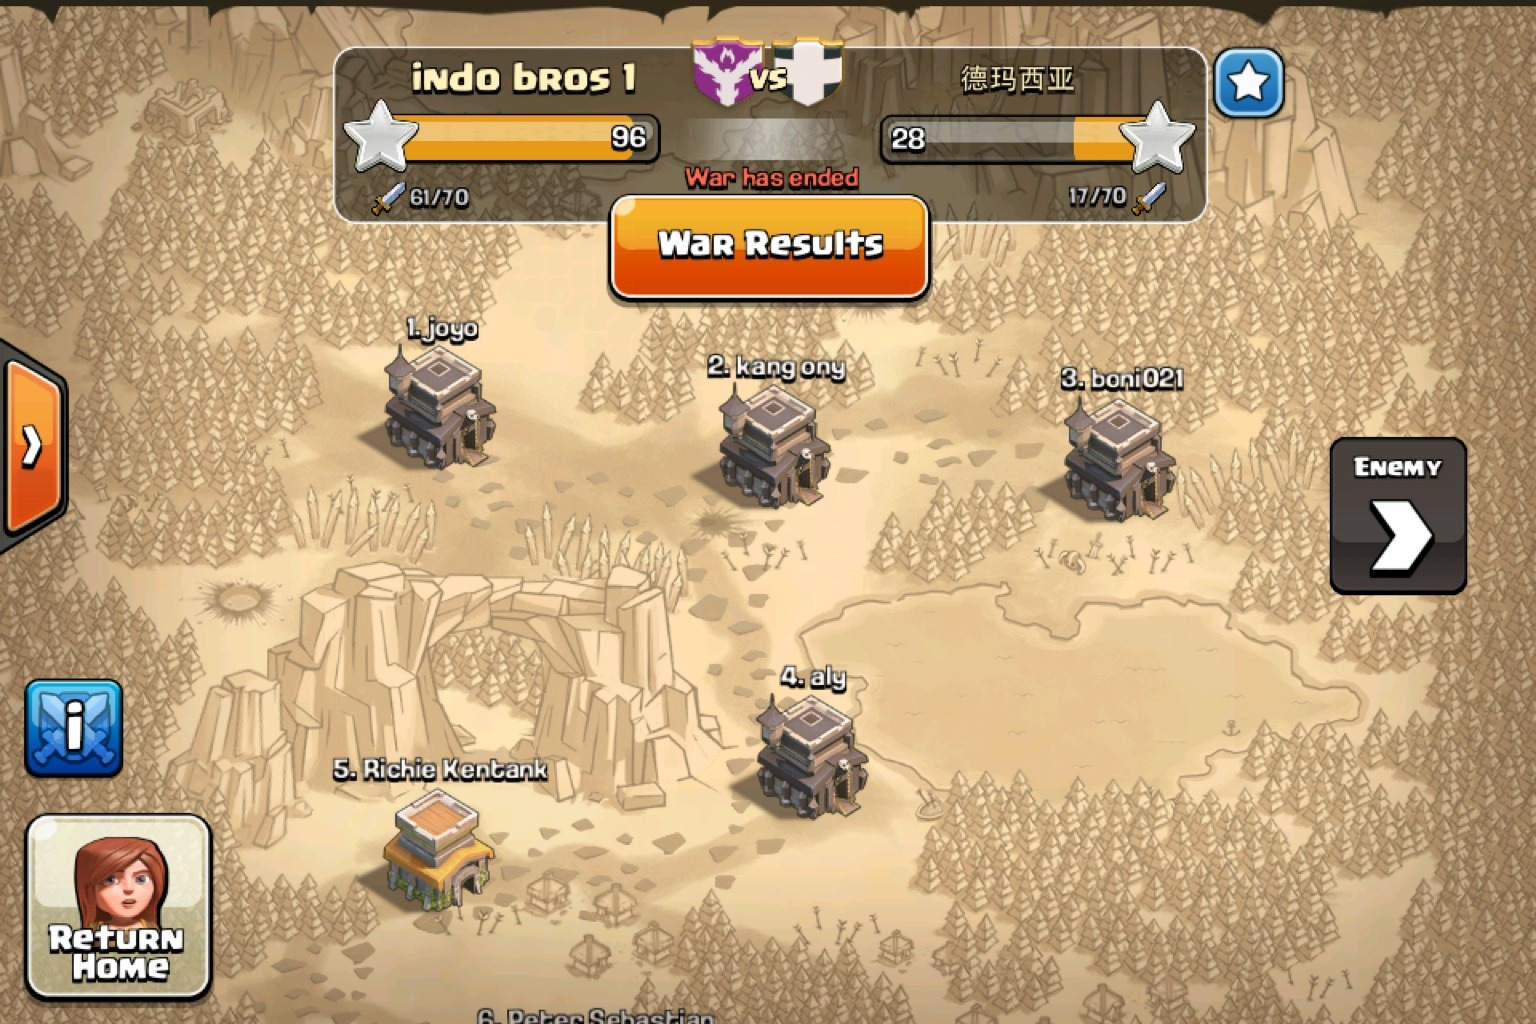 indo bros 1
vs
德玛西亚
96
28
War has ended
61/70
17/70
War Results
1. joyo
2. kang ony
3. boni021
Enemy
4. aly
5. Richie Kentank
Return
Home
6. Peter Sebastian